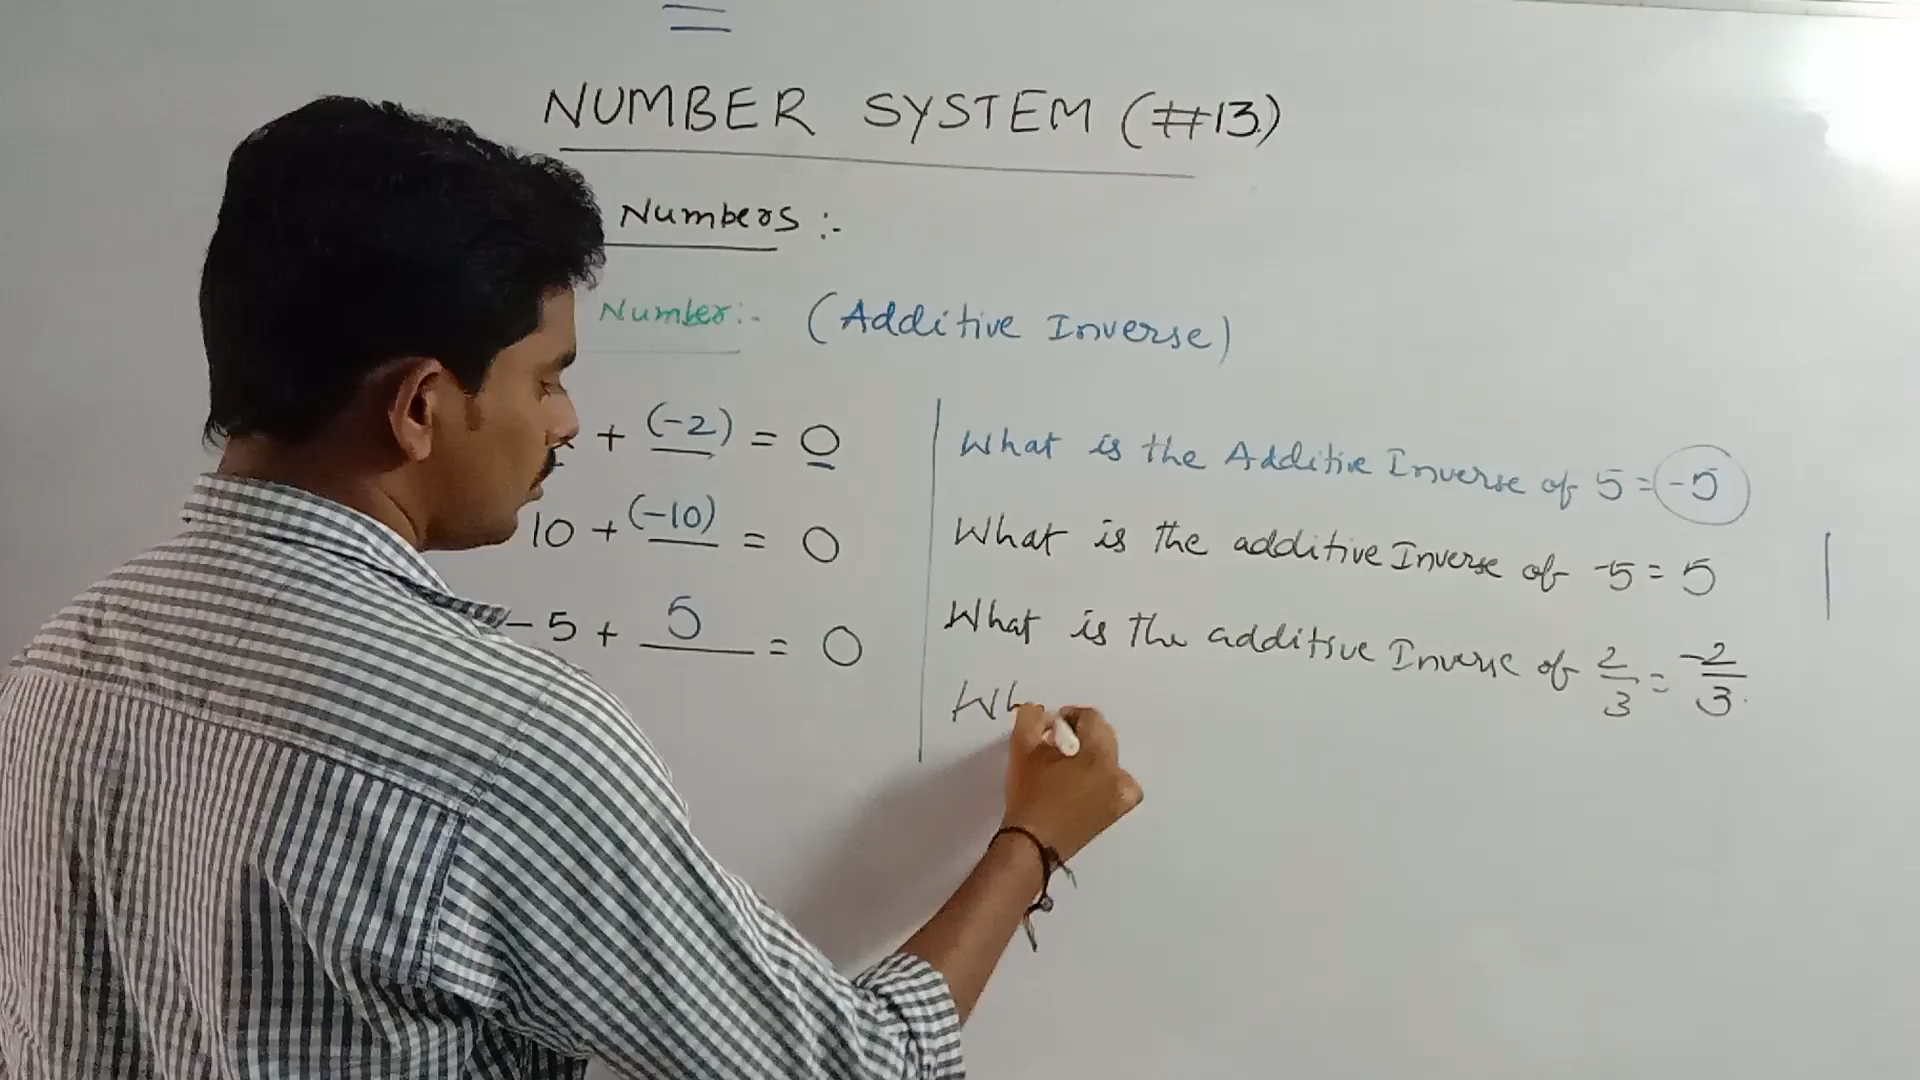 NUMBER SYSTEM (#13)
Numbers :-
Number:- (Additive Inverse)
+ (-2) = 0
10 + (-10) = 0
-5 + 5 = 0
What is the Additive Inverse of 5 = -5
What is the additive Inverse of -5 = 5
What is the additive Inverse of 2/3 = -2/3
Wh